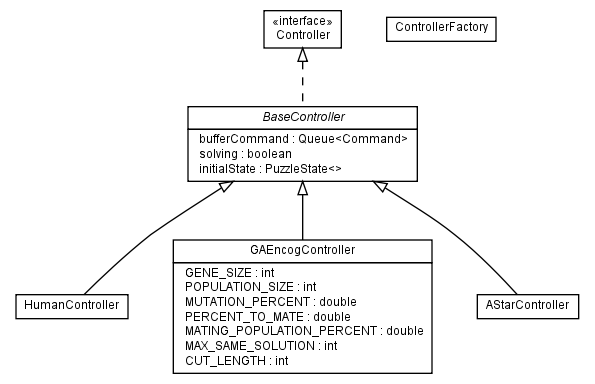 «interface»
Controller
ControllerFactory
BaseController
bufferCommand : Queue<Command>
solving : boolean
initialState : PuzzleState<>
GAEncogController
GENE_SIZE : int
POPULATION_SIZE : int
MUTATION_PERCENT : double
PERCENT_TO_MATE : double
MATING_POPULATION_PERCENT : double
MAX_SAME_SOLUTION : int
CUT_LENGTH : int
HumanController
AStarController